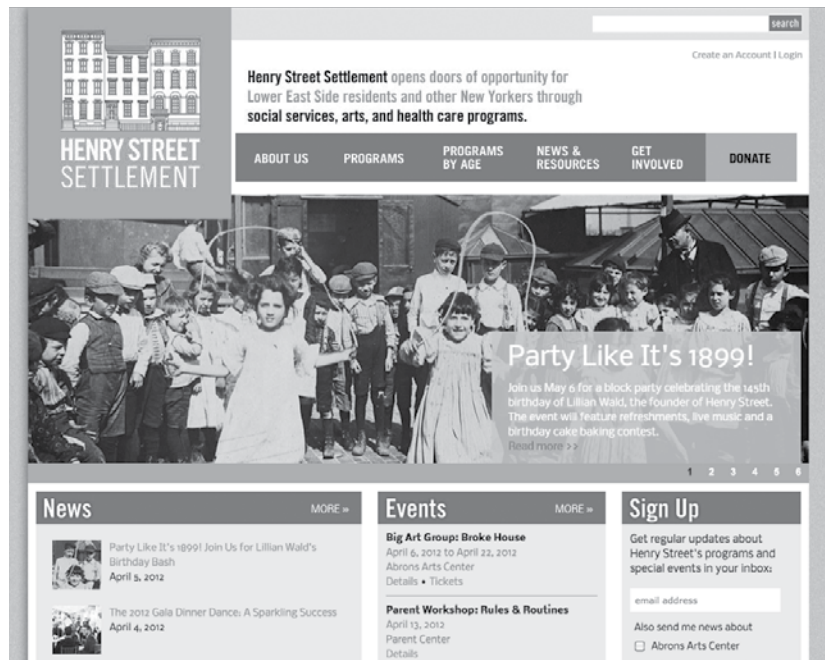 search
Create an Account | Login
HENRY STREET
SETTLEMENT
Henry Street Settlement opens doors of opportunity for
Lower East Side residents and other New Yorkers through
social services, arts, and health care programs.
ABOUT US
PROGRAMS
PROGRAMS
BY AGE
NEWS &
RESOURCES
GET
INVOLVED
DONATE
Party Like It's 1899!
Join us May 6 for a block party celebrating the 145th
birthday of Lillian Wald, the founder of Henry Street.
The event will feature refreshments, live music and a
birthday cake baking contest.
Read more >>
1 2 3 4 5 6
News
MORE »
Party Like It's 1899! Join Us for Lillian Wald's
Birthday Bash
April 5, 2012
The 2012 Gala Dinner Dance: A Sparkling Success
April 4, 2012
Events
MORE »
Big Art Group: Broke House
April 6, 2012 to April 22, 2012
Abrons Arts Center
Details • Tickets
Parent Workshop: Rules & Routines
April 13, 2012
Parent Center
Details
Sign Up
Get regular updates about
Henry Street's programs and
special events in your inbox:
email address
Also send me news about
Abrons Arts Center